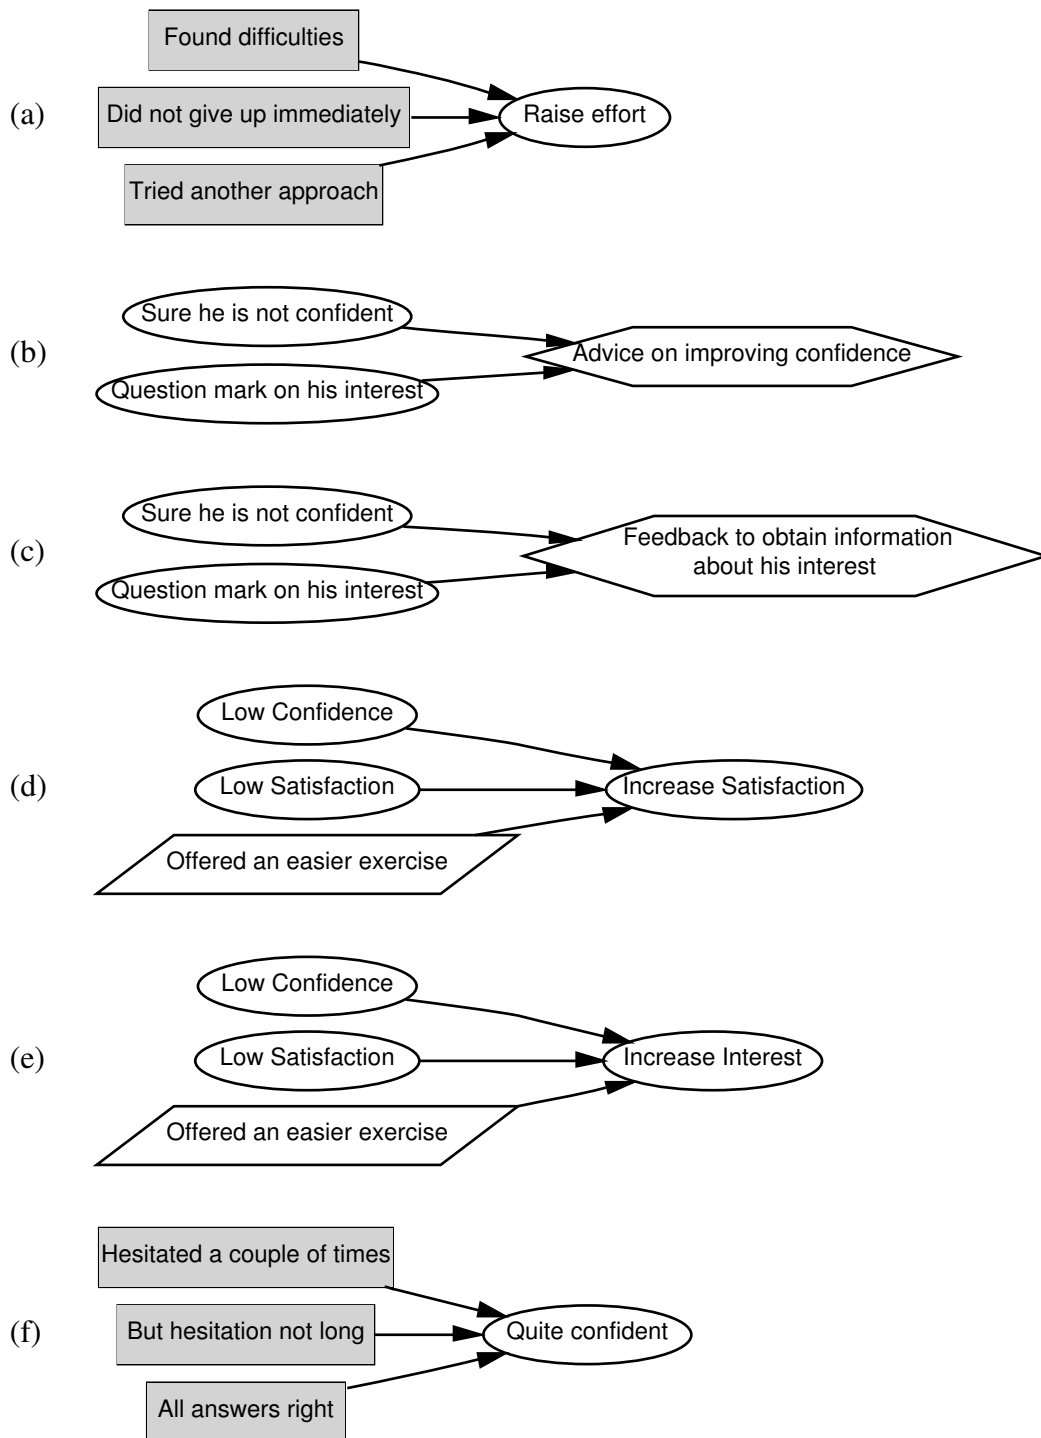 Found difficulties
(a)
Did not give up immediately
Raise effort
Tried another approach
Sure he is not confident
(b)
Advice on improving confidence
Question mark on his interest
Sure he is not confident
(c)
Feedback to obtain information
about his interest
Question mark on his interest
Low Confidence
(d)
Low Satisfaction
Increase Satisfaction
Offered an easier exercise
Low Confidence
(e)
Low Satisfaction
Increase Interest
Offered an easier exercise
Hesitated a couple of times
(f)
But hesitation not long
Quite confident
All answers right